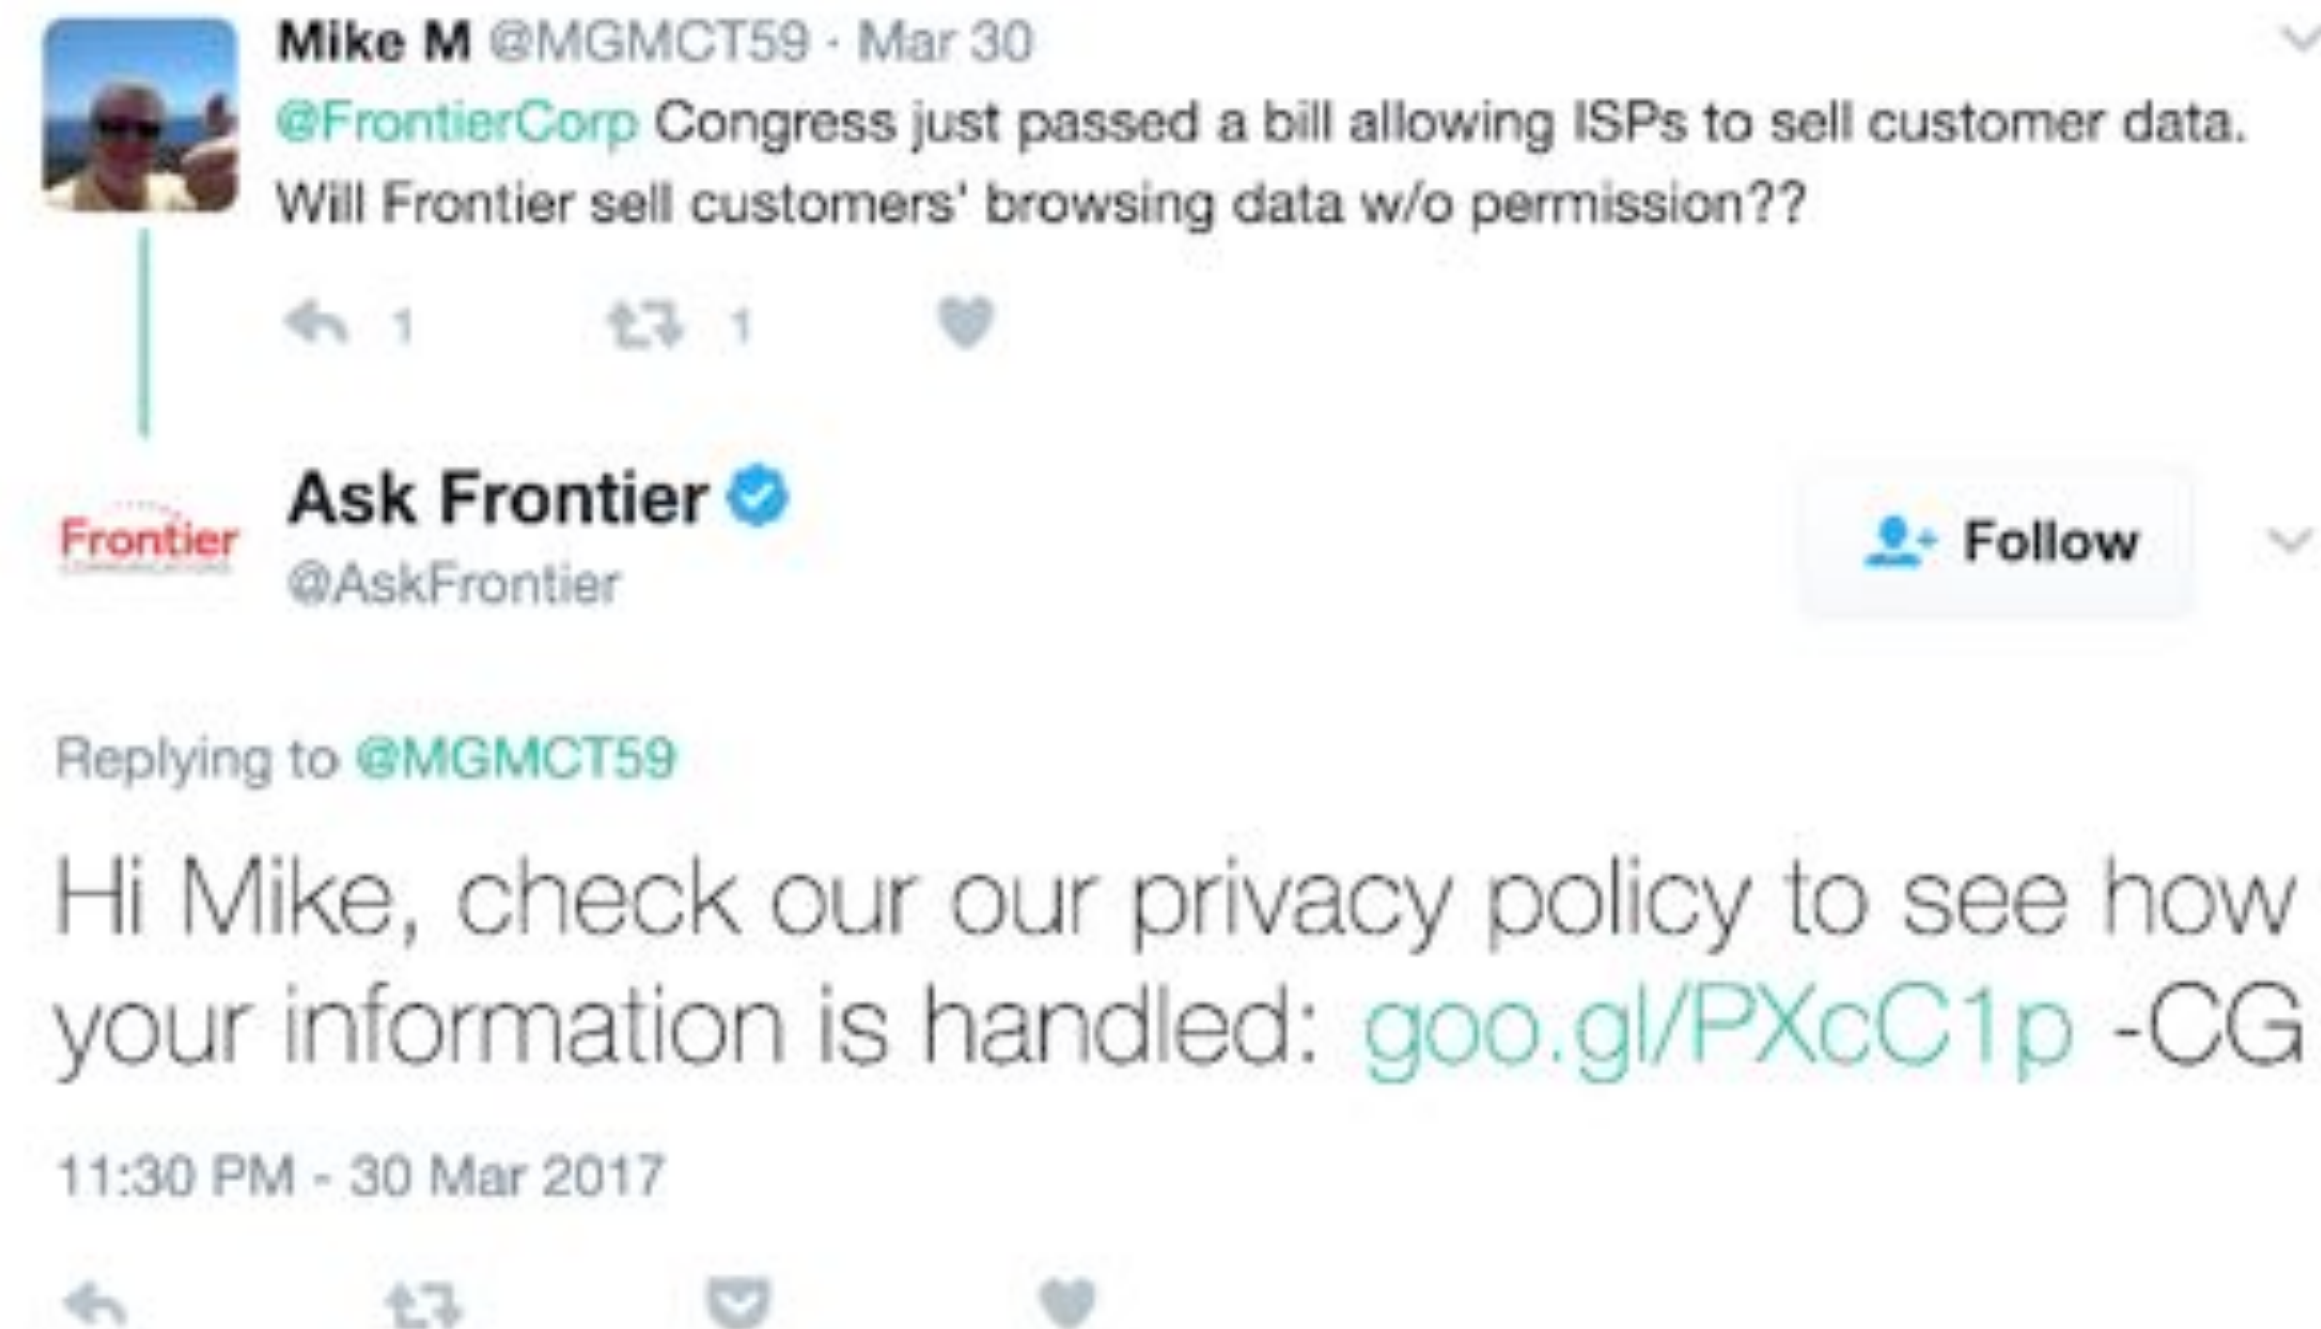 Mike M @MGMCT59 · Mar 30
@FrontierCorp Congress just passed a bill allowing ISPs to sell customer data.
Will Frontier sell customers' browsing data w/o permission??
1 1
Ask Frontier
@AskFrontier
Frontier
Follow
Replying to @MGMCT59
Hi Mike, check our our privacy policy to see how
your information is handled: goo.gl/PXcC1p -CG
11:30 PM - 30 Mar 2017